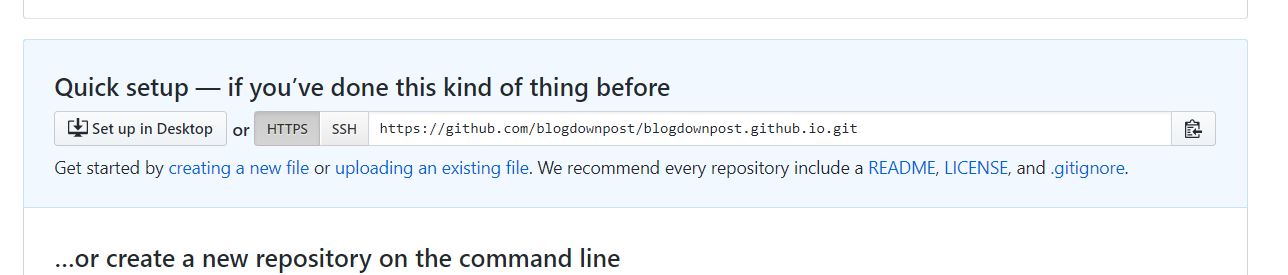 Quick setup — if you’ve done this kind of thing before
Set up in Desktop or HTTPS SSH https://github.com/blogdownpost/blogdownpost.github.io.git
Get started by creating a new file or uploading an existing file. We recommend every repository include a README, LICENSE, and .gitignore.
…or create a new repository on the command line